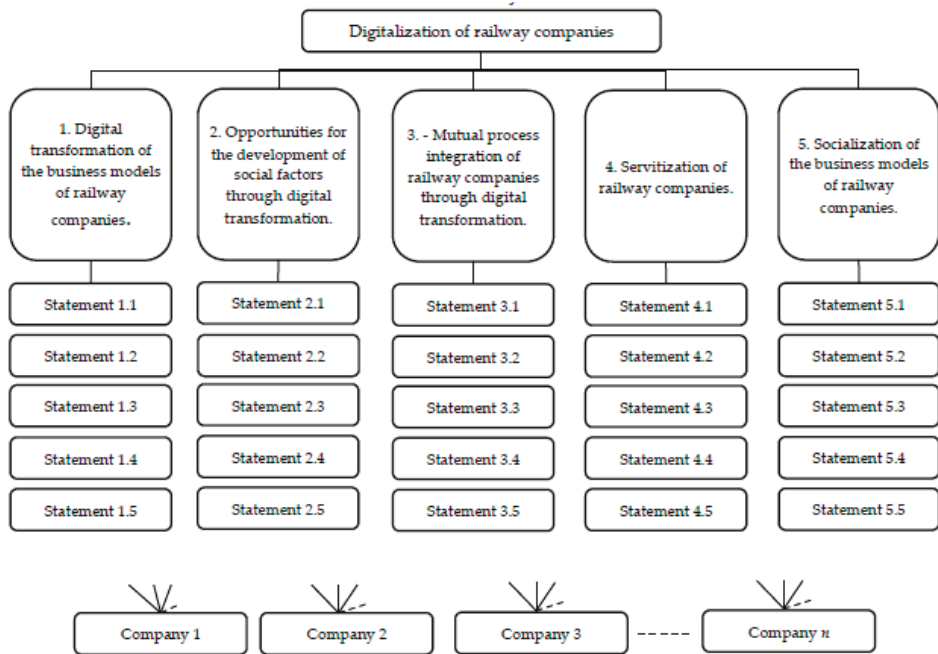 Digitalization of railway companies
1. Digital
transformation of
the business models
of railway
companies.
2. Opportunities for
the development of
social factors
through digital
transformation.
3. - Mutual process
integration of
railway companies
through digital
transformation.
4. Servitization of
railway companies.
5. Socialization of
the business models
of railway
companies.
Statement 1.1
Statement 2.1
Statement 3.1
Statement 4.1
Statement 5.1
Statement 1.2
Statement 2.2
Statement 3.2
Statement 4.2
Statement 5.2
Statement 1.3
Statement 2.3
Statement 3.3
Statement 4.3
Statement 5.3
Statement 1.4
Statement 2.4
Statement 3.4
Statement 4.4
Statement 5.4
Statement 1.5
Statement 2.5
Statement 3.5
Statement 4.5
Statement 5.5
Company 1
Company 2
Company 3
Company n